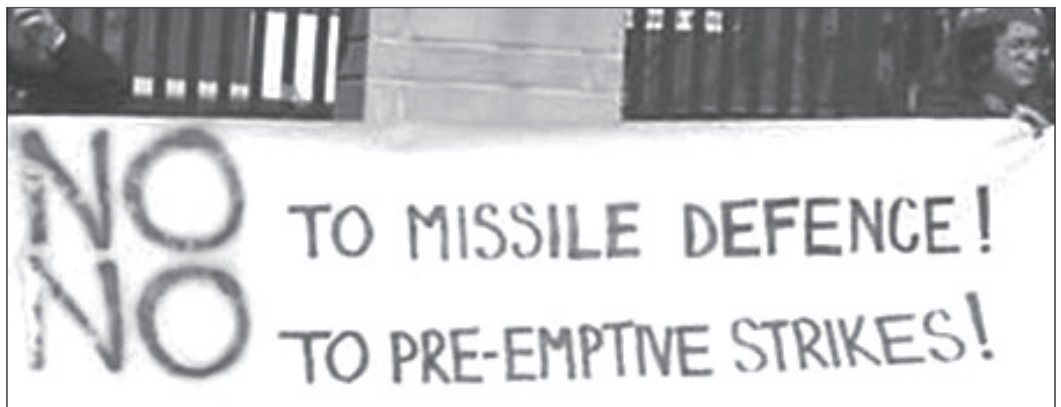 NO TO MISSILE DEFENCE!
NO TO PRE-EMPTIVE STRIKES!